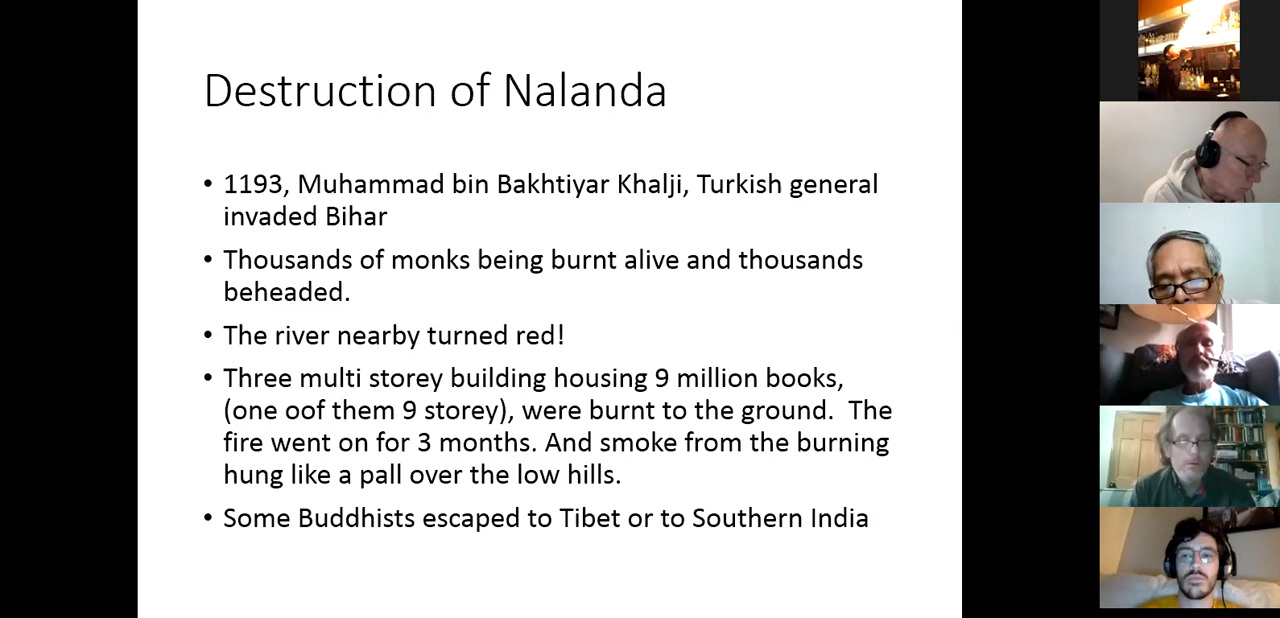 Destruction of Nalanda
• 1193, Muhammad bin Bakhtiyar Khalji, Turkish general
invaded Bihar
• Thousands of monks being burnt alive and thousands
beheaded.
• The river nearby turned red!
• Three multi storey building housing 9 million books,
(one oof them 9 storey), were burnt to the ground.  The
fire went on for 3 months. And smoke from the burning
hung like a pall over the low hills.
• Some Buddhists escaped to Tibet or to Southern India